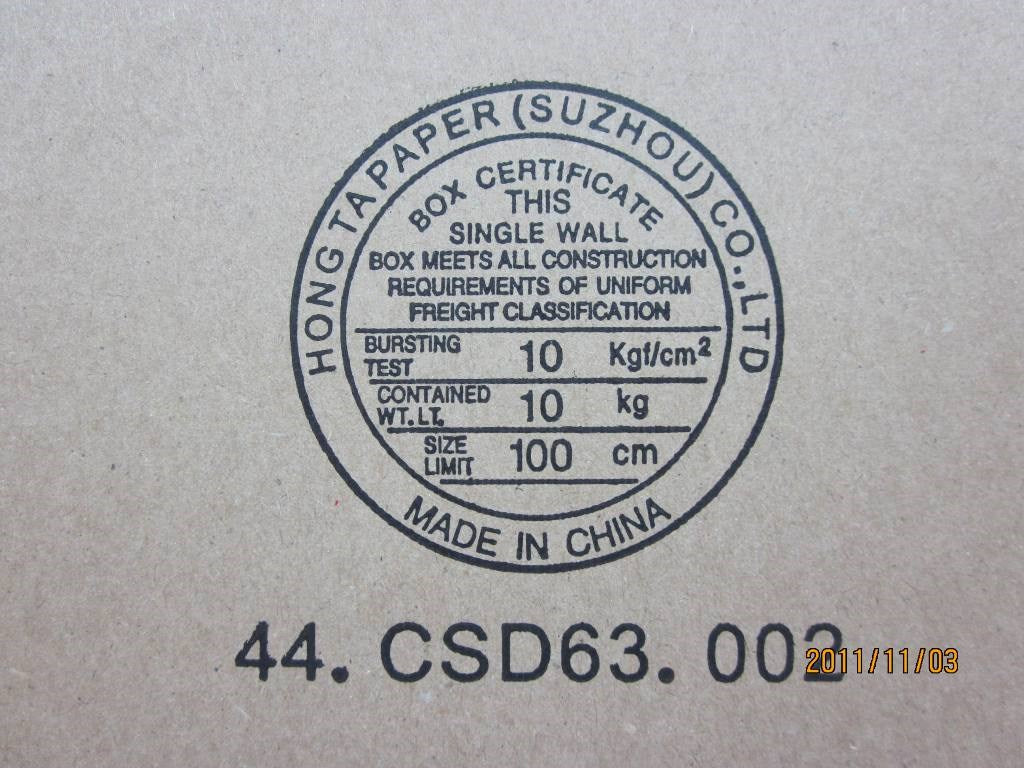 HONG TA PAPER (SUZHOU) CO.,LTD
BOX CERTIFICATE
THIS
SINGLE WALL
BOX MEETS ALL CONSTRUCTION
REQUIREMENTS OF UNIFORM
FREIGHT CLASSIFICATION
BURSTING TEST 10 Kgf/cm²
CONTAINED WT.LT. 10 kg
SIZE LIMIT 100 cm
MADE IN CHINA
44. CSD63. 002
2011/11/03